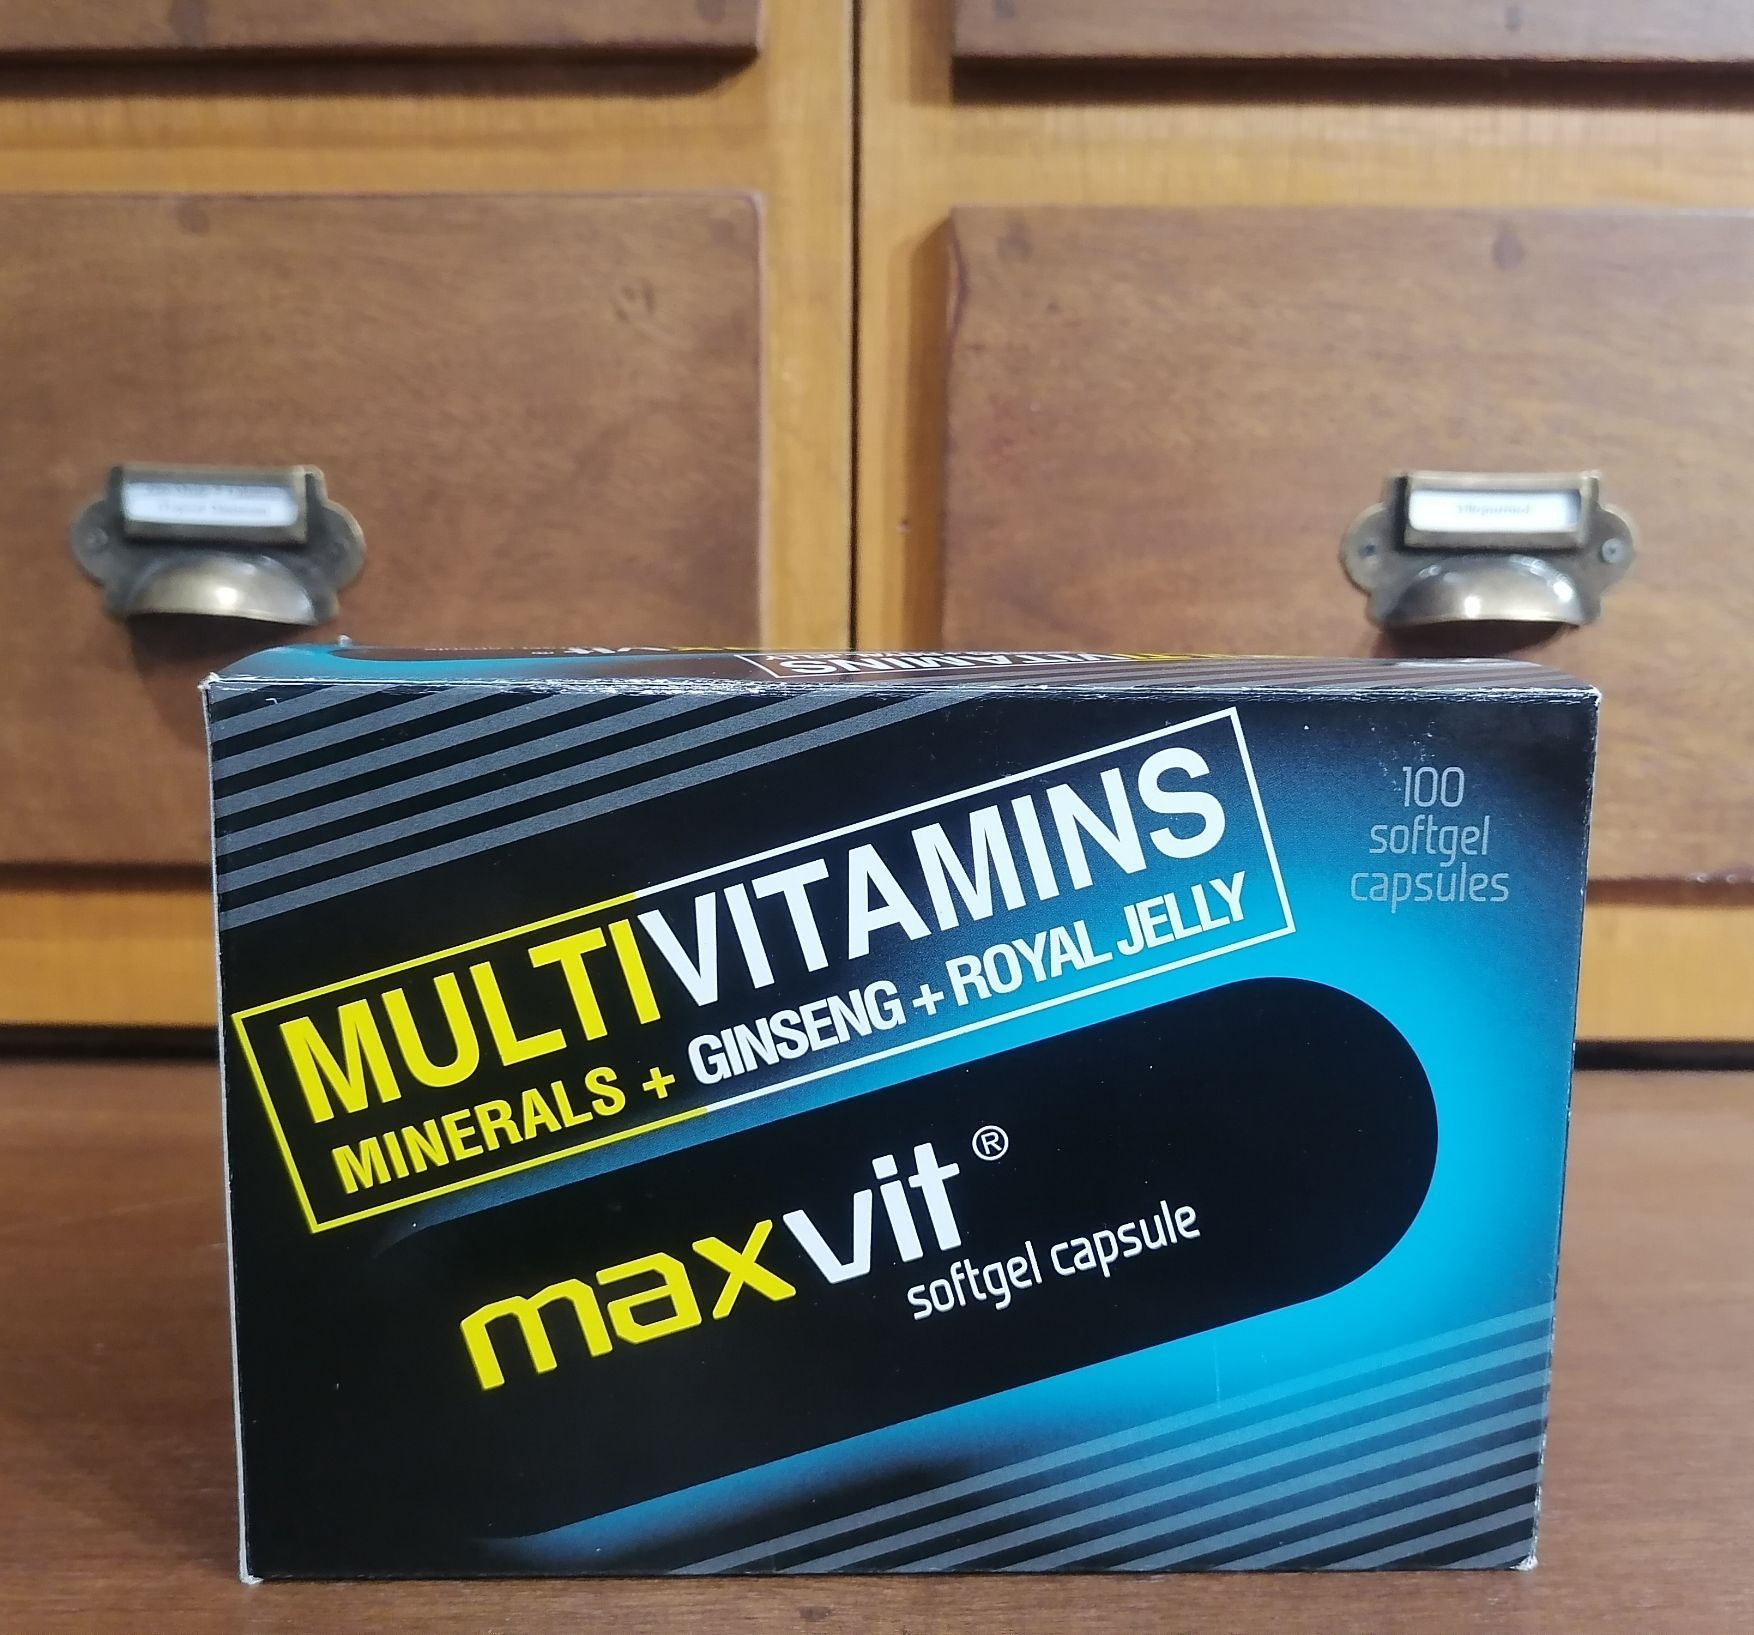 MULTIVITAMINS
MINERALS + GINSENG + ROYAL JELLY
100
softgel
capsules
maxvit®
softgel capsule